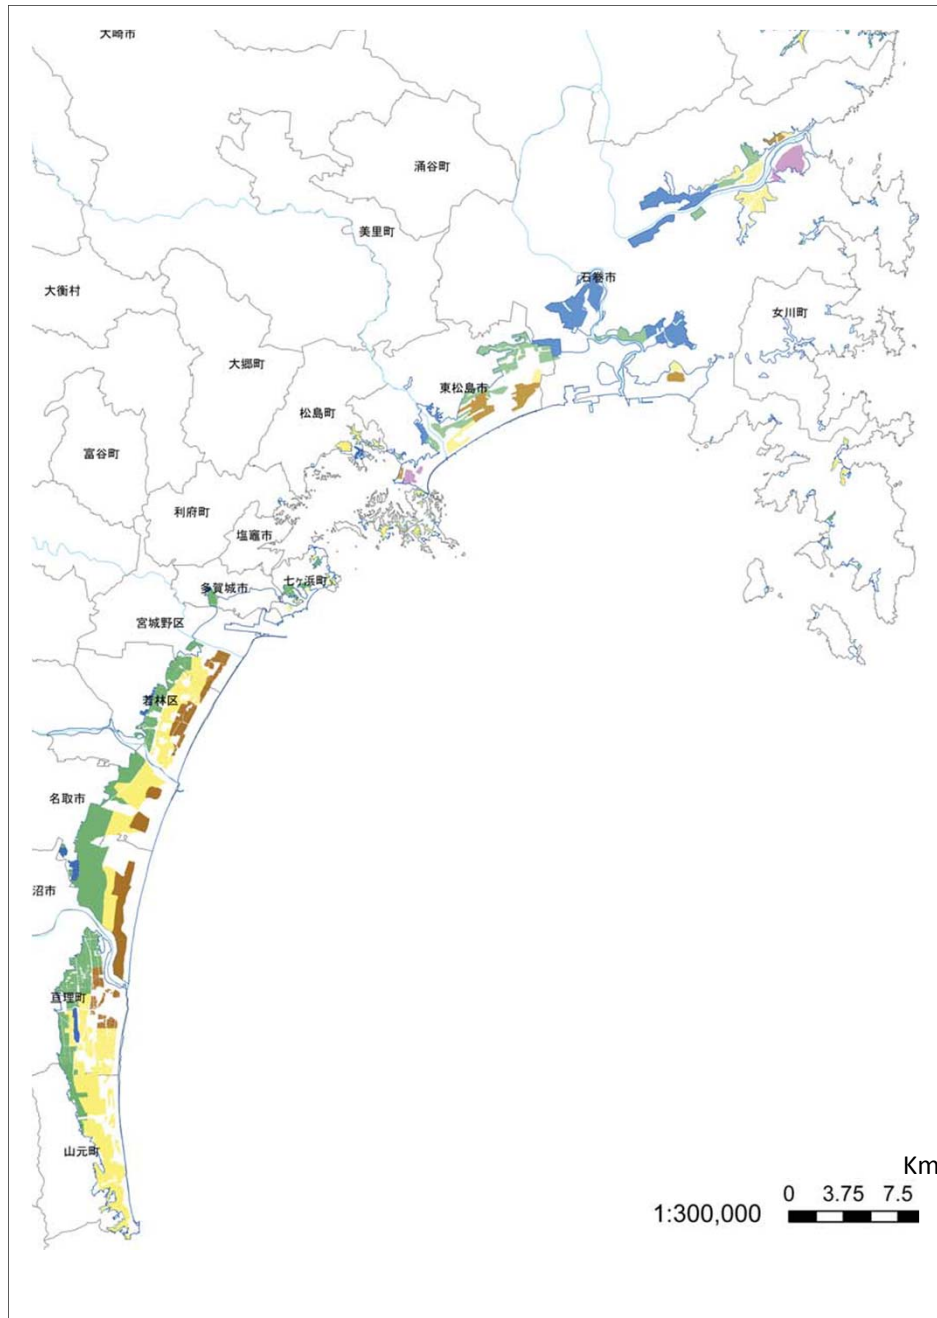 大崎市
涌谷町
美里町
石巻市
大衡村
女川町
大郷町
東松島市
松島町
富谷町
利府町
塩竈市
多賀城市
七ヶ浜町
宮城野区
若林区
名取市
沼市
亘理町
山元町
Km
0 3.75 7.5
1:300,000